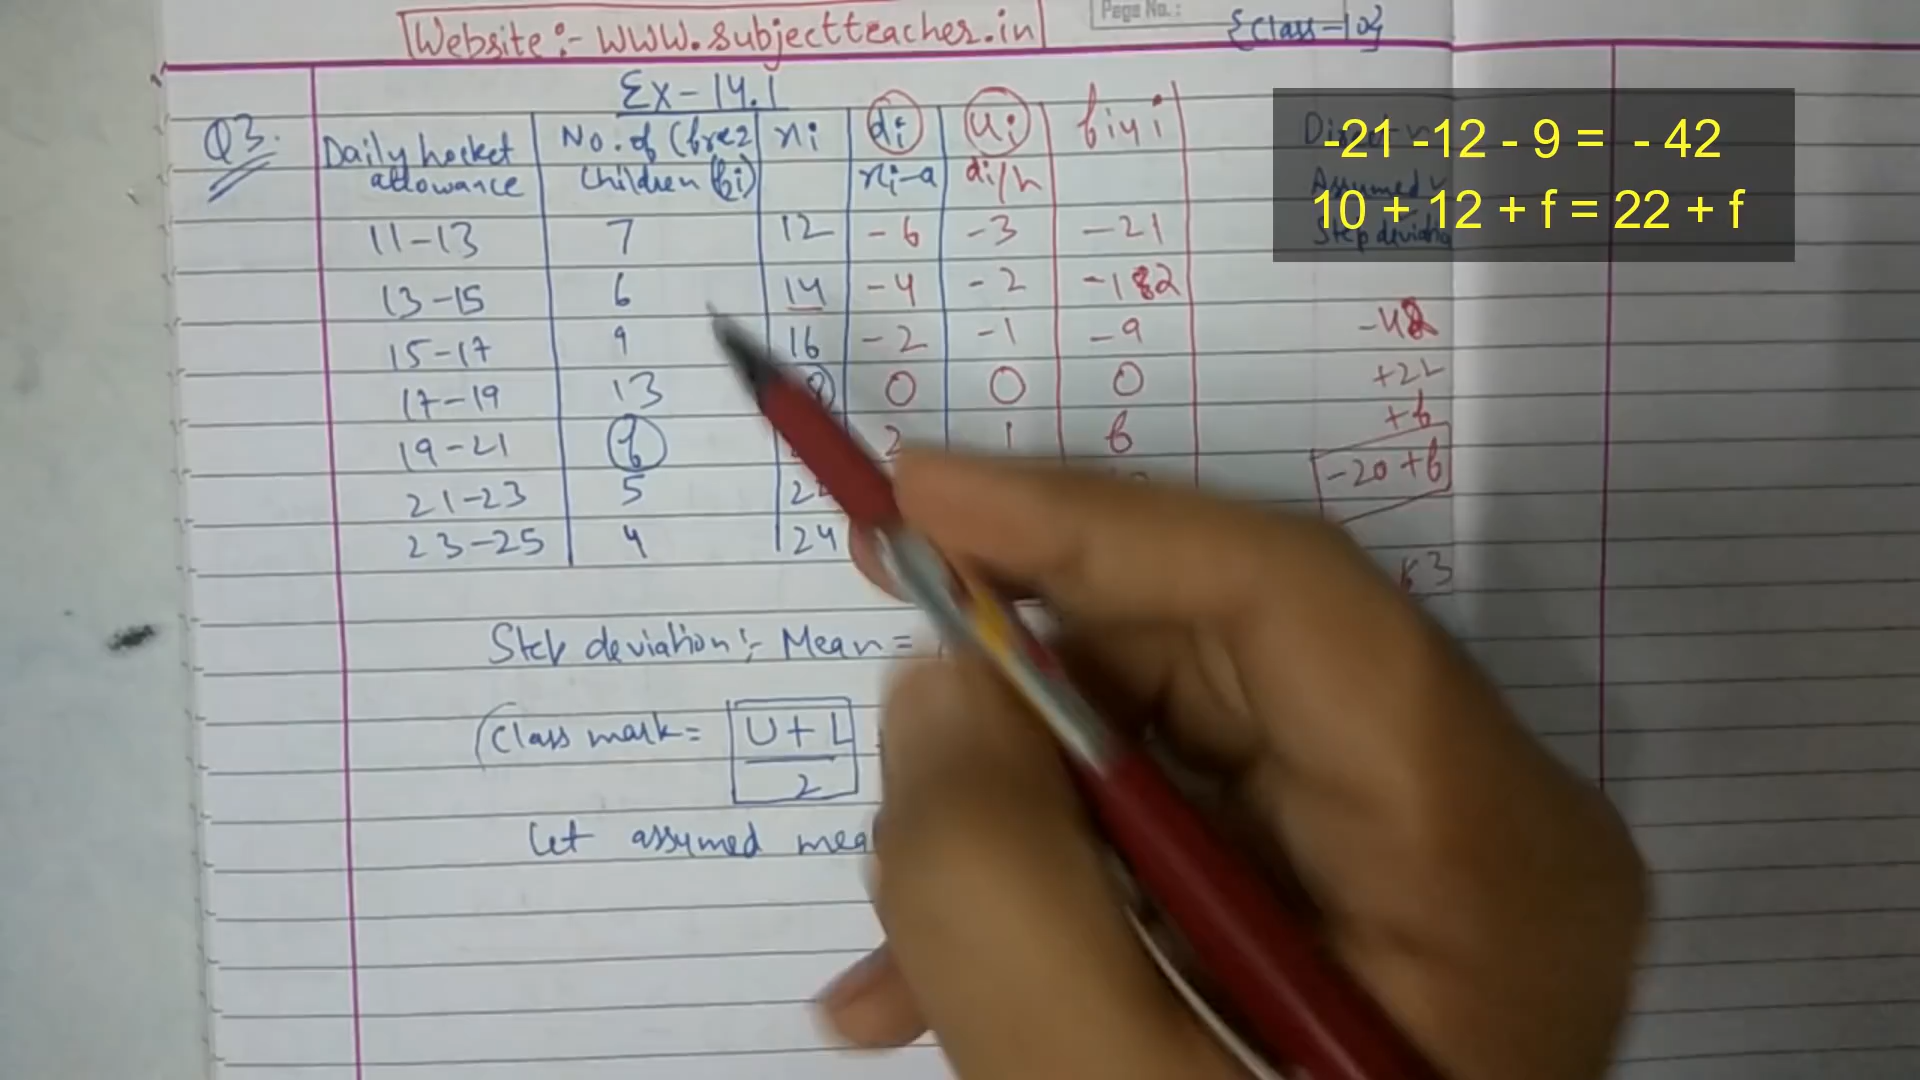 Website:- www.subjectteacher.in
Page No.:
{Class-10}
Ex-14.1
Q3.
Daily pocket allowance
No. of children (fi)
xi
di
ui
fiui
xi-a
di/h
-21 -12 - 9 = - 42
10 + 12 + f = 22 + f
11-13 7 12 -6 -3 -21
13-15 6 14 -4 -2
15-17 9 16 -2 -1 -9
17-19 13 0 0 0
19-21 f 2 1 f
21-23 5
23-25 4 24
+22
+f
-20+f
Step deviation:- Mean =
Class mark = U+L
2
Let assumed